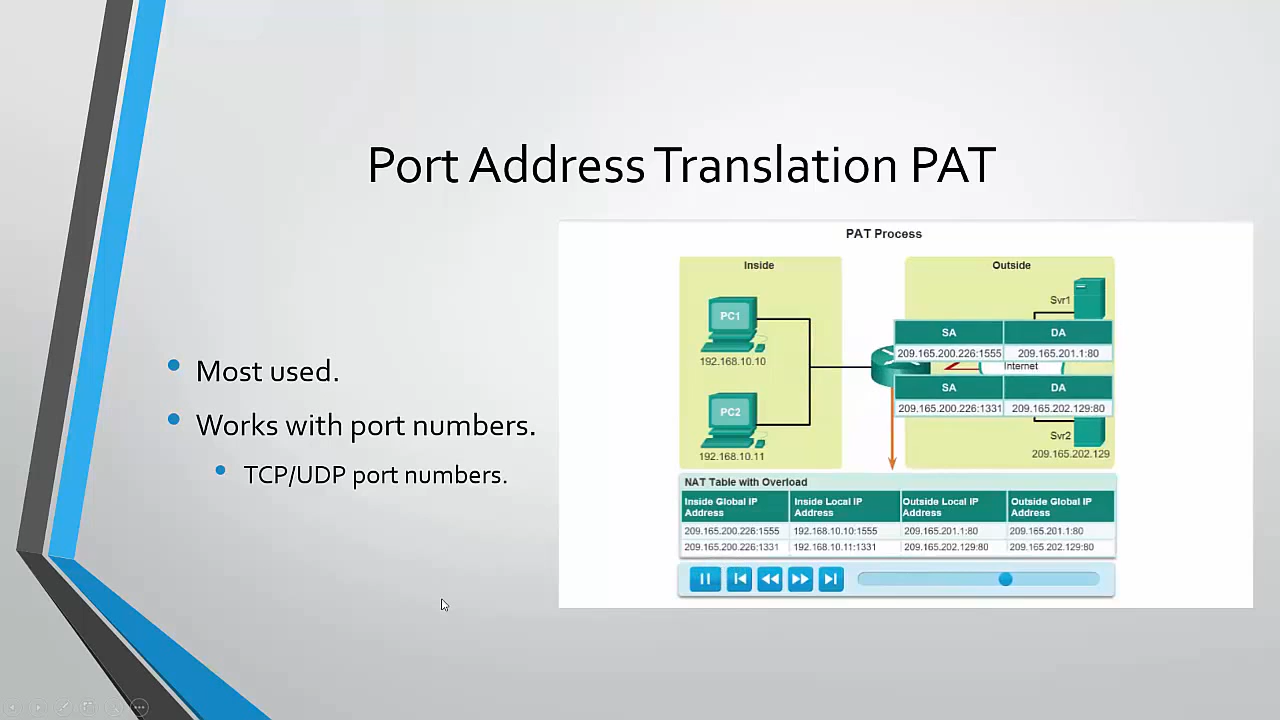 Port Address Translation PAT
Most used.
Works with port numbers.
TCP/UDP port numbers.
PAT Process
Inside
Outside
PC1
192.168.10.10
PC2
192.168.10.11
Svr1
SA DA
209.165.200.226:1555 209.165.201.1:80
Internet
SA DA
209.165.200.226:1331 209.165.202.129:80
Svr2
209.165.202.129
NAT Table with Overload
Inside Global IP Address Inside Local IP Address Outside Local IP Address Outside Global IP Address
209.165.200.226:1555 192.168.10.10:1555 209.165.201.1:80 209.165.201.1:80
209.165.200.226:1331 192.168.10.11:1331 209.165.202.129:80 209.165.202.129:80